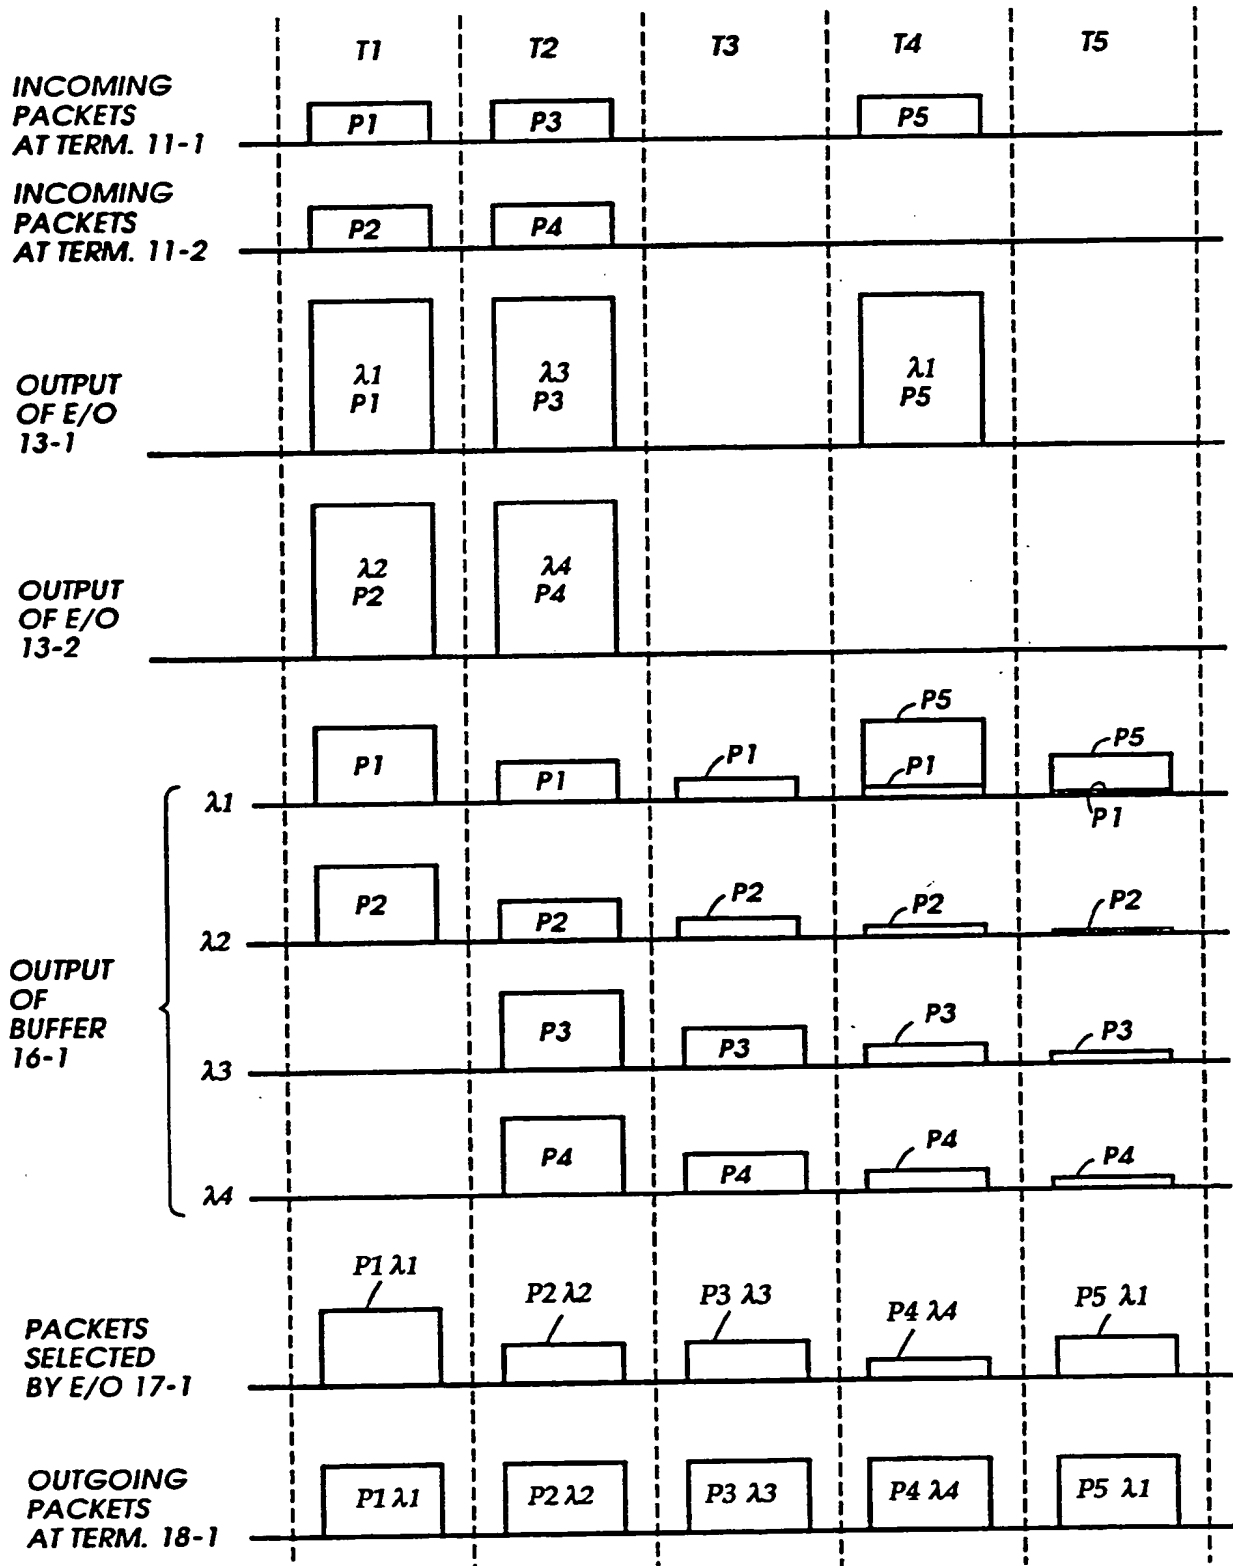 T1 T2 T3 T4 T5
INCOMING
PACKETS
AT TERM. 11-1
P1 P3 P5
INCOMING
PACKETS
AT TERM. 11-2
P2 P4
OUTPUT
OF E/O
13-1
λ1 λ3 λ1
P1 P3 P5
OUTPUT
OF E/O
13-2
λ2 λ4
P2 P4
OUTPUT
OF
BUFFER
16-1
λ1
P1 P1 P1 P5 P1 P5 P1
λ2
P2 P2 P2 P2 P2
λ3
P3 P3 P3 P3
λ4
P4 P4 P4 P4
PACKETS
SELECTED
BY E/O 17-1
P1 λ1 P2 λ2 P3 λ3 P4 λ4 P5 λ1
OUTGOING
PACKETS
AT TERM. 18-1
P1 λ1 P2 λ2 P3 λ3 P4 λ4 P5 λ1